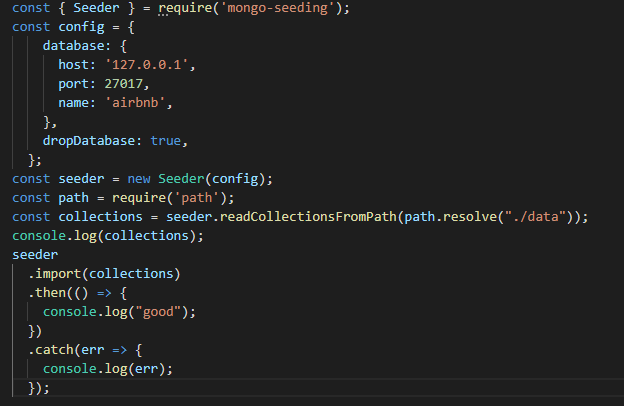 const { Seeder } = require('mongo-seeding');
const config = {
    database: {
      host: '127.0.0.1',
      port: 27017,
      name: 'airbnb',
    },
    dropDatabase: true,
  };
const seeder = new Seeder(config);
const path = require('path');
const collections = seeder.readCollectionsFromPath(path.resolve("./data"));
console.log(collections);
seeder
  .import(collections)
  .then(() => {
    console.log("good");
  })
  .catch(err => {
    console.log(err);
  });